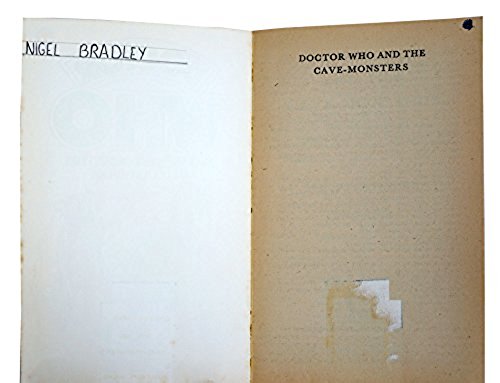 NIGEL BRADLEY
DOCTOR WHO AND THE
CAVE-MONSTERS